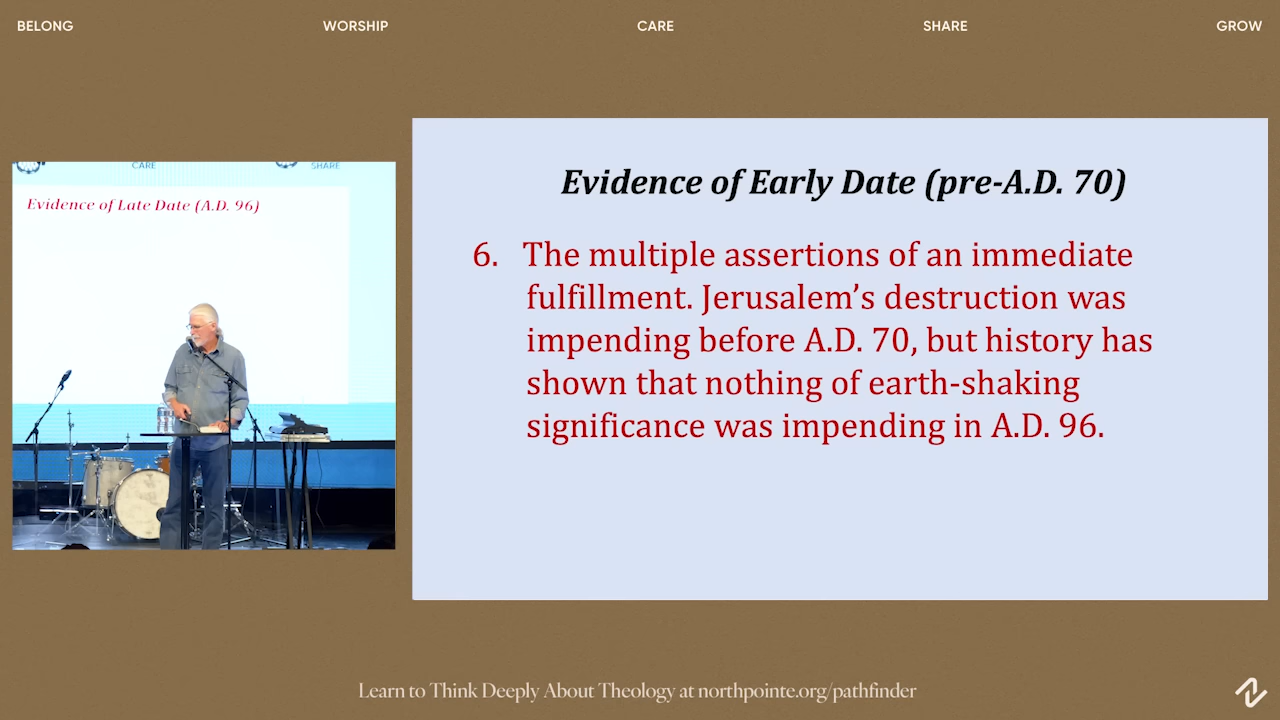 BELONG WORSHIP CARE SHARE GROW
CARE SHARE
Evidence of Late Date (A.D. 96)
Evidence of Early Date (pre-A.D. 70)
6. The multiple assertions of an immediate
fulfillment. Jerusalem’s destruction was
impending before A.D. 70, but history has
shown that nothing of earth-shaking
significance was impending in A.D. 96.
Learn to Think Deeply About Theology at northpointe.org/pathfinder